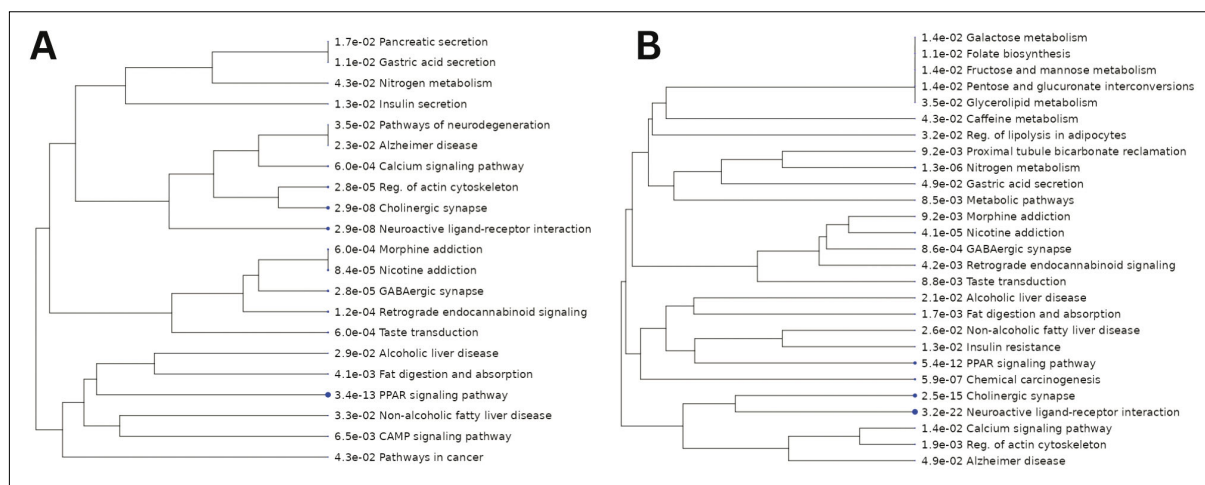 A
1.7e-02 Pancreatic secretion
1.1e-02 Gastric acid secretion
4.3e-02 Nitrogen metabolism
1.3e-02 Insulin secretion
3.5e-02 Pathways of neurodegeneration
2.3e-02 Alzheimer disease
6.0e-04 Calcium signaling pathway
2.8e-05 Reg. of actin cytoskeleton
2.9e-08 Cholinergic synapse
2.9e-08 Neuroactive ligand-receptor interaction
6.0e-04 Morphine addiction
8.4e-05 Nicotine addiction
2.8e-05 GABAergic synapse
1.2e-04 Retrograde endocannabinoid signaling
6.0e-04 Taste transduction
2.9e-02 Alcoholic liver disease
4.1e-03 Fat digestion and absorption
3.4e-13 PPAR signaling pathway
3.3e-02 Non-alcoholic fatty liver disease
6.5e-03 CAMP signaling pathway
4.3e-02 Pathways in cancer
B
1.4e-02 Galactose metabolism
1.1e-02 Folate biosynthesis
1.4e-02 Fructose and mannose metabolism
1.4e-02 Pentose and glucuronate interconversions
3.5e-02 Glycerolipid metabolism
4.3e-02 Caffeine metabolism
3.2e-02 Reg. of lipolysis in adipocytes
9.2e-03 Proximal tubule bicarbonate reclamation
1.3e-06 Nitrogen metabolism
4.9e-02 Gastric acid secretion
8.5e-03 Metabolic pathways
9.2e-03 Morphine addiction
4.1e-05 Nicotine addiction
8.6e-04 GABAergic synapse
4.2e-03 Retrograde endocannabinoid signaling
8.8e-03 Taste transduction
2.1e-02 Alcoholic liver disease
1.7e-03 Fat digestion and absorption
2.6e-02 Non-alcoholic fatty liver disease
1.3e-02 Insulin resistance
5.4e-12 PPAR signaling pathway
5.9e-07 Chemical carcinogenesis
2.5e-15 Cholinergic synapse
3.2e-22 Neuroactive ligand-receptor interaction
1.4e-02 Calcium signaling pathway
1.9e-03 Reg. of actin cytoskeleton
4.9e-02 Alzheimer disease